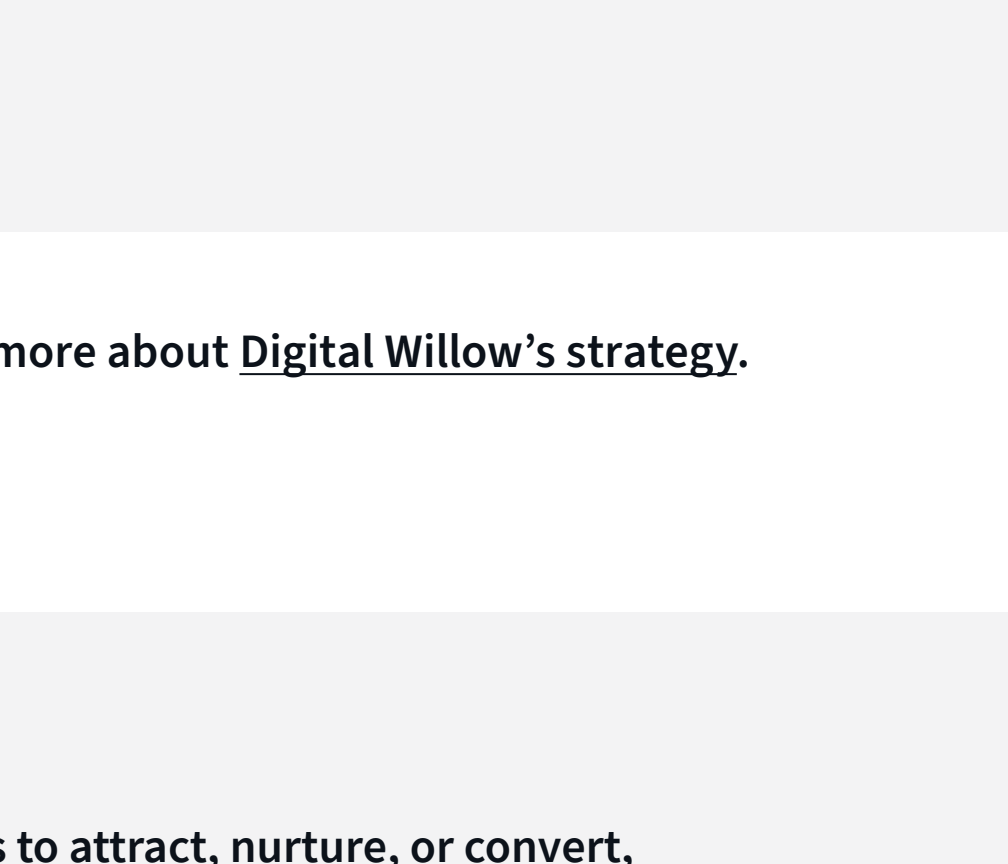 more about Digital Willow’s strategy.
to attract, nurture, or convert,